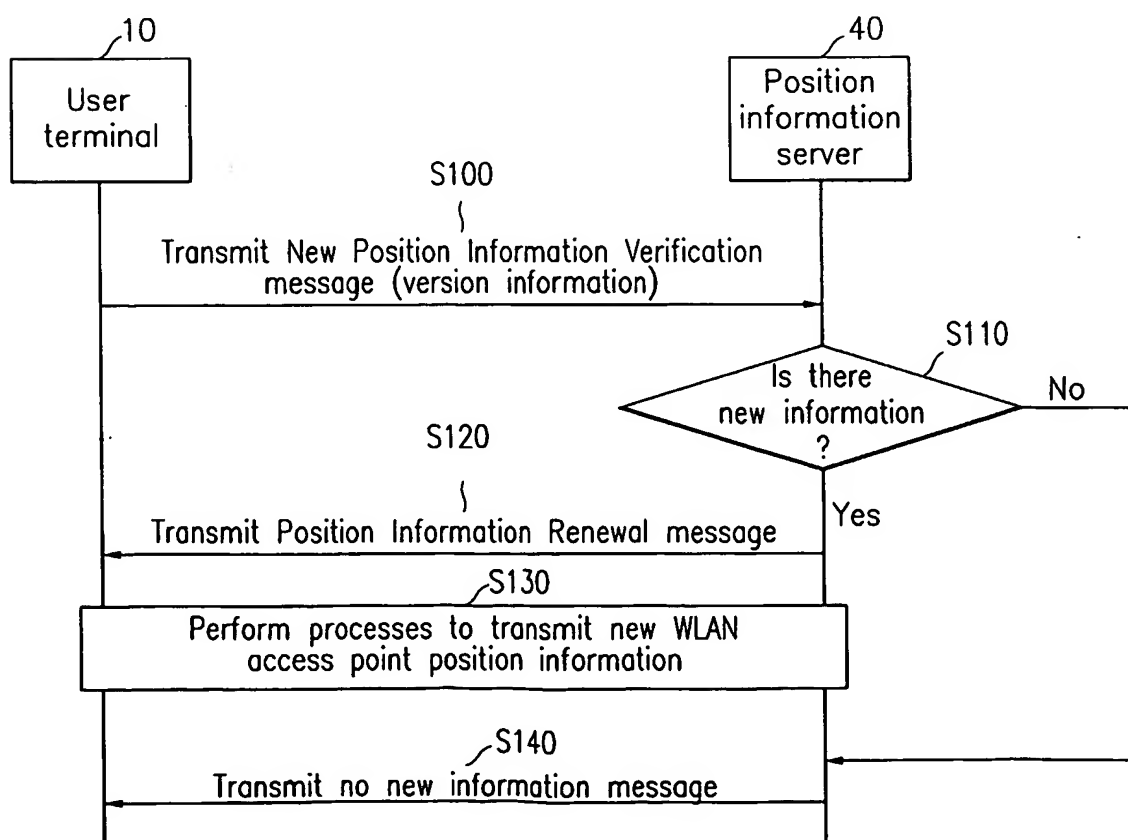 10
User
terminal
40
Position
information
server
S100
Transmit New Position Information Verification
message (version information)
S110
Is there
new information
?
No
Yes
S120
Transmit Position Information Renewal message
S130
Perform processes to transmit new WLAN
access point position information
S140
Transmit no new information message